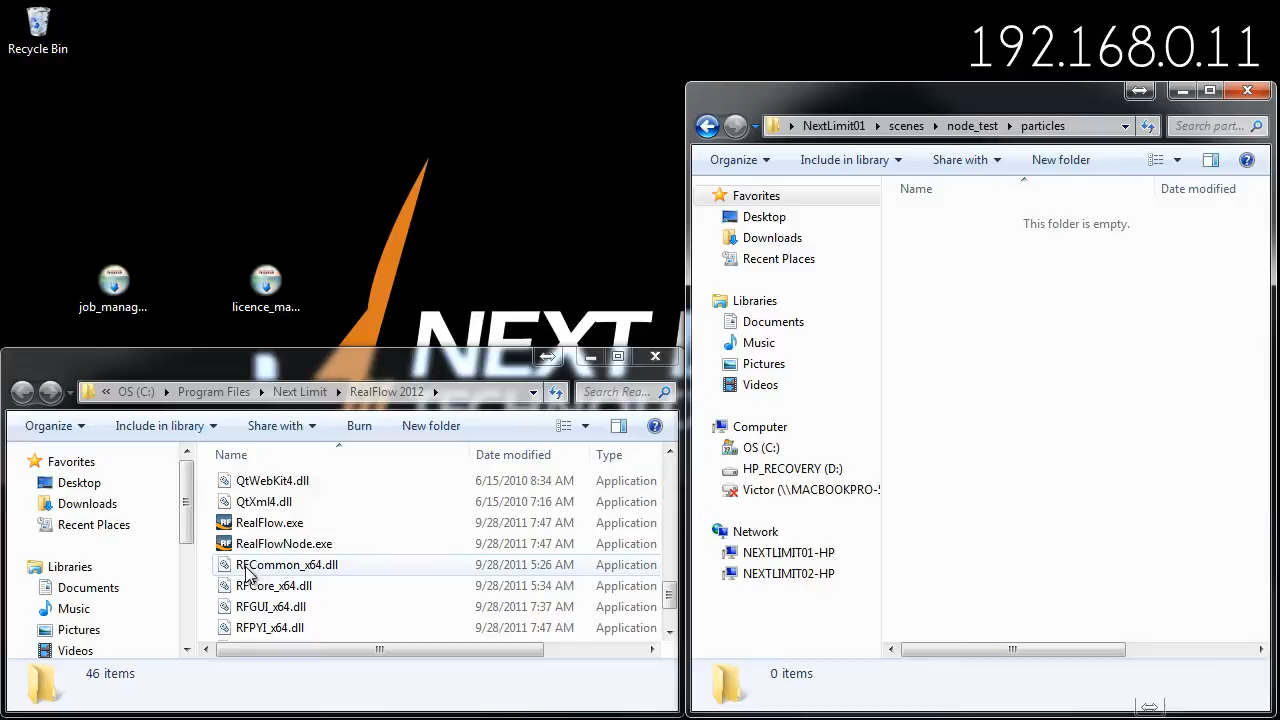 Recycle Bin
192.168.0.11
NextLimit01 scenes node_test particles
Search part...
Organize Include in library Share with New folder
Favorites
Desktop
Downloads
Recent Places
Libraries
Documents
Music
Pictures
Videos
Computer
OS (C:)
HP_RECOVERY (D:)
Victor (\\MACBOOKPRO-5
Network
NEXTLIMIT01-HP
NEXTLIMIT02-HP
Name Date modified
This folder is empty.
0 items
job_manag...
licence_ma...
NEXT
« OS (C:) Program Files Next Limit RealFlow 2012
Search Rea...
Organize Include in library Share with Burn New folder
Favorites
Desktop
Downloads
Recent Places
Libraries
Documents
Music
Pictures
Videos
Name Date modified Type
QtWebKit4.dll 6/15/2010 8:34 AM Application
QtXml4.dll 6/15/2010 7:16 AM Application
RealFlow.exe 9/28/2011 7:47 AM Application
RealFlowNode.exe 9/28/2011 7:47 AM Application
RFCommon_x64.dll 9/28/2011 5:26 AM Application
RFCore_x64.dll 9/28/2011 5:34 AM Application
RFGUI_x64.dll 9/28/2011 7:37 AM Application
RFPYI_x64.dll 9/28/2011 7:47 AM Application
46 items